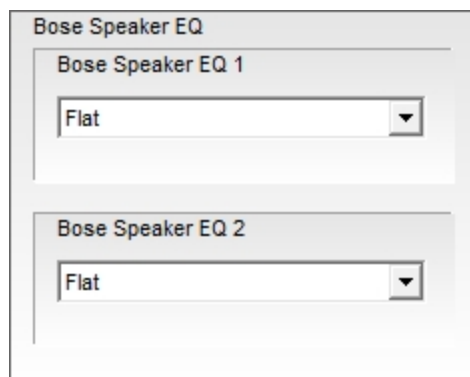 Bose Speaker EQ
Bose Speaker EQ 1
Flat
Bose Speaker EQ 2
Flat